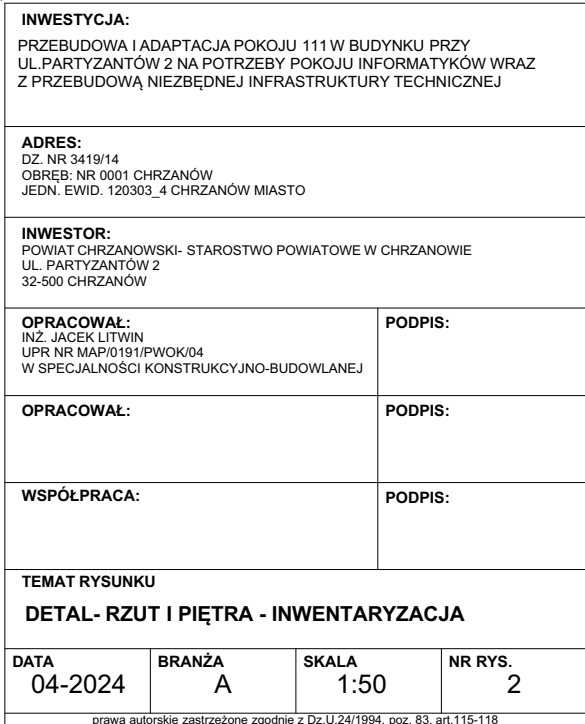 INWESTYCJA:
PRZEBUDOWA I ADAPTACJA POKOJU 111 W BUDYNKU PRZY
UL.PARTYZANTÓW 2 NA POTRZEBY POKOJU INFORMATYKÓW WRAZ
Z PRZEBUDOWĄ NIEZBĘDNEJ INFRASTRUKTURY TECHNICZNEJ
ADRES:
DZ. NR 3419/14
OBRĘB: NR 0001 CHRZANÓW
JEDN. EWID. 120303_4 CHRZANÓW MIASTO
INWESTOR:
POWIAT CHRZANOWSKI- STAROSTWO POWIATOWE W CHRZANOWIE
UL. PARTYZANTÓW 2
32-500 CHRZANÓW
OPRACOWAŁ:
INŻ. JACEK LITWIN
UPR NR MAP/0191/PWOK/04
W SPECJALNOŚCI KONSTRUKCYJNO-BUDOWLANEJ
PODPIS:
OPRACOWAŁ:
PODPIS:
WSPÓŁPRACA:
PODPIS:
TEMAT RYSUNKU
DETAL- RZUT I PIĘTRA - INWENTARYZACJA
DATA
04-2024
BRANŻA
A
SKALA
1:50
NR RYS.
2
prawa autorskie zastrzeżone zgodnie z Dz.U.24/1994, poz. 83, art.115-118